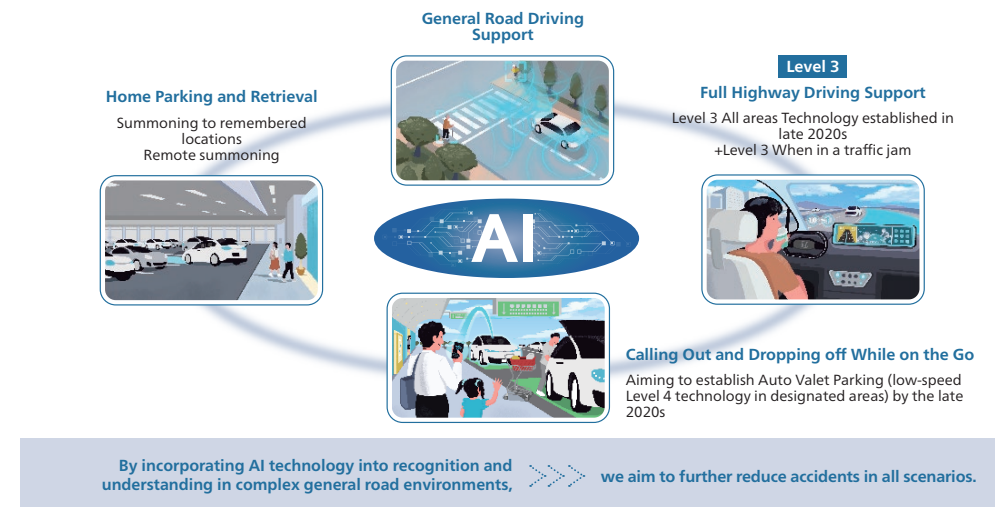 General Road Driving
Support
Level 3
Full Highway Driving Support
Level 3 All areas Technology established in
late 2020s
+Level 3 When in a traffic jam
Home Parking and Retrieval
Summoning to remembered
locations
Remote summoning
AI
Calling Out and Dropping off While on the Go
Aiming to establish Auto Valet Parking (low-speed
Level 4 technology in designated areas) by the late
2020s
By incorporating AI technology into recognition and
understanding in complex general road environments,
we aim to further reduce accidents in all scenarios.